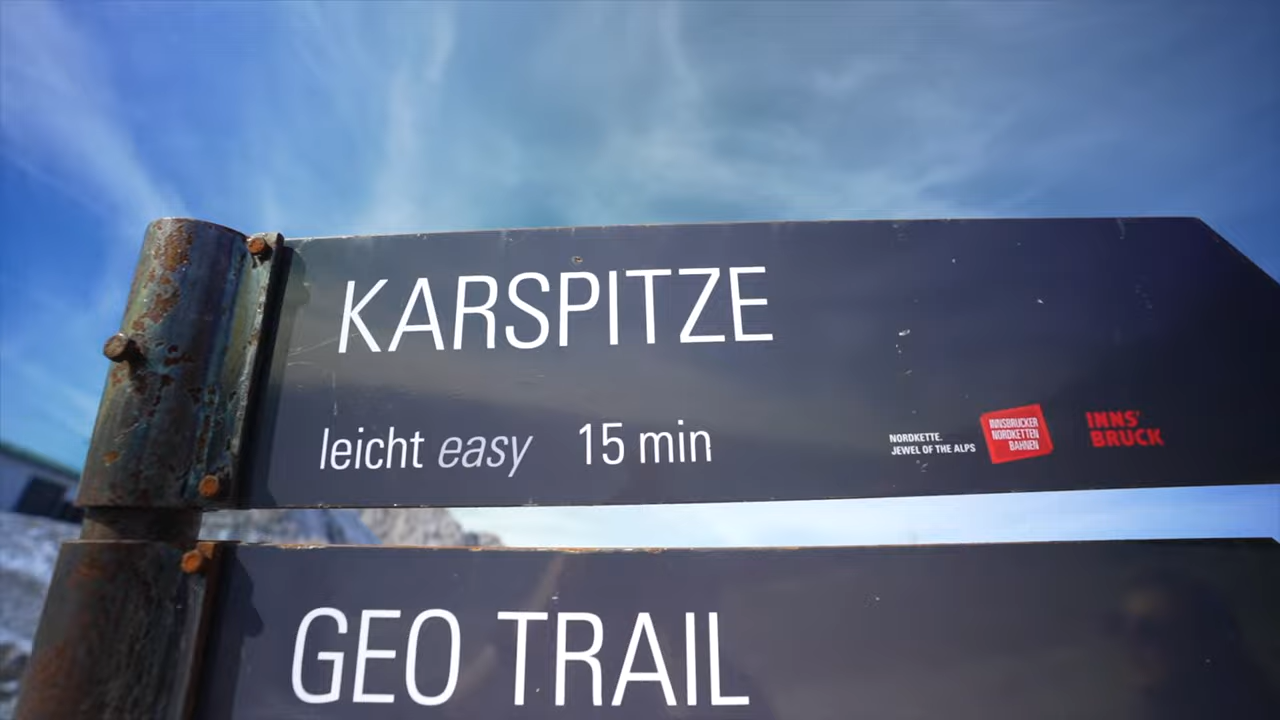 KARSPITZE
leicht easy 15 min
NORDKETTE.
JEWEL OF THE ALPS
INNSBRUCKER
NORDKETTEN
BAHNEN
INNS'
BRUCK
GEO TRAIL